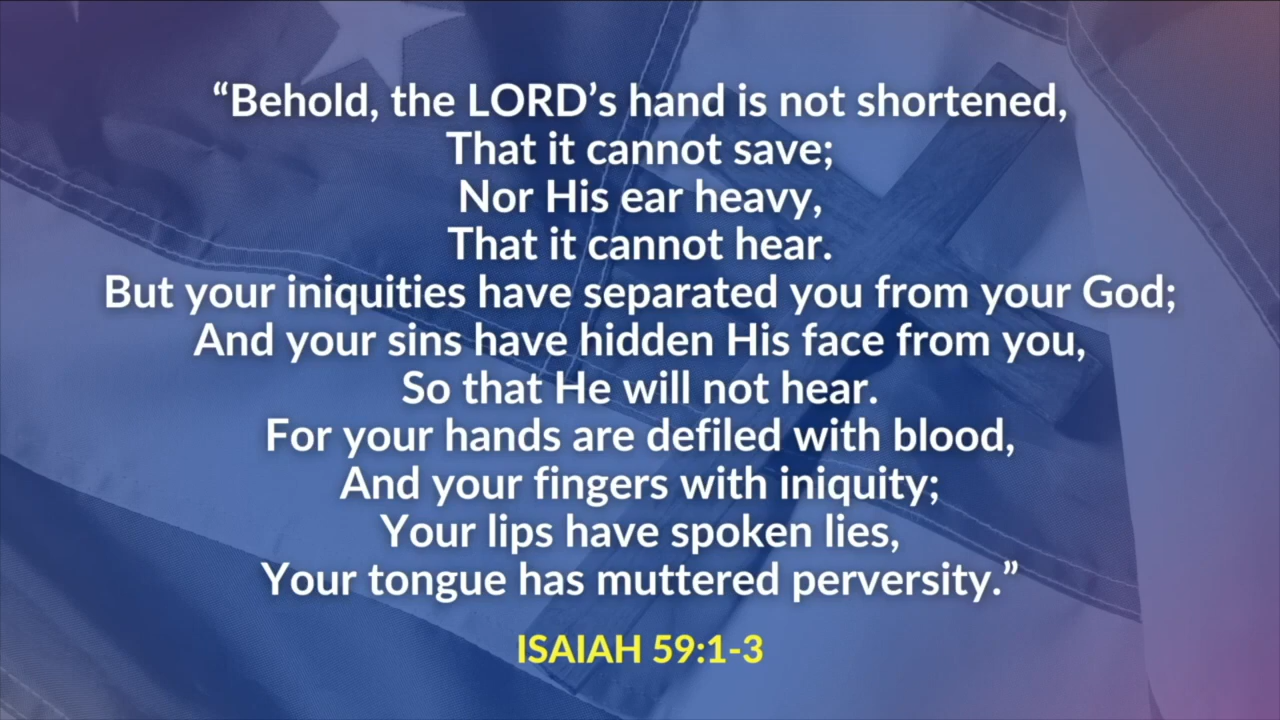 “Behold, the LORD’s hand is not shortened,
That it cannot save;
Nor His ear heavy,
That it cannot hear.
But your iniquities have separated you from your God;
And your sins have hidden His face from you,
So that He will not hear.
For your hands are defiled with blood,
And your fingers with iniquity;
Your lips have spoken lies,
Your tongue has muttered perversity.”
ISAIAH 59:1-3